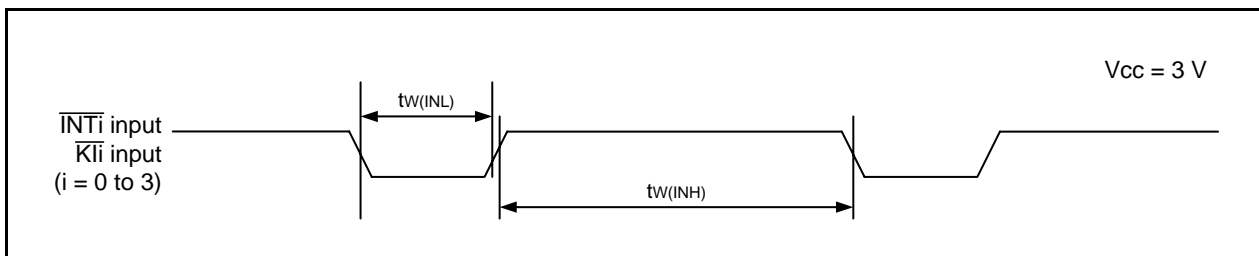 Vcc = 3 V
tW(INL)
INTi input
KIi input
(i = 0 to 3)
tW(INH)